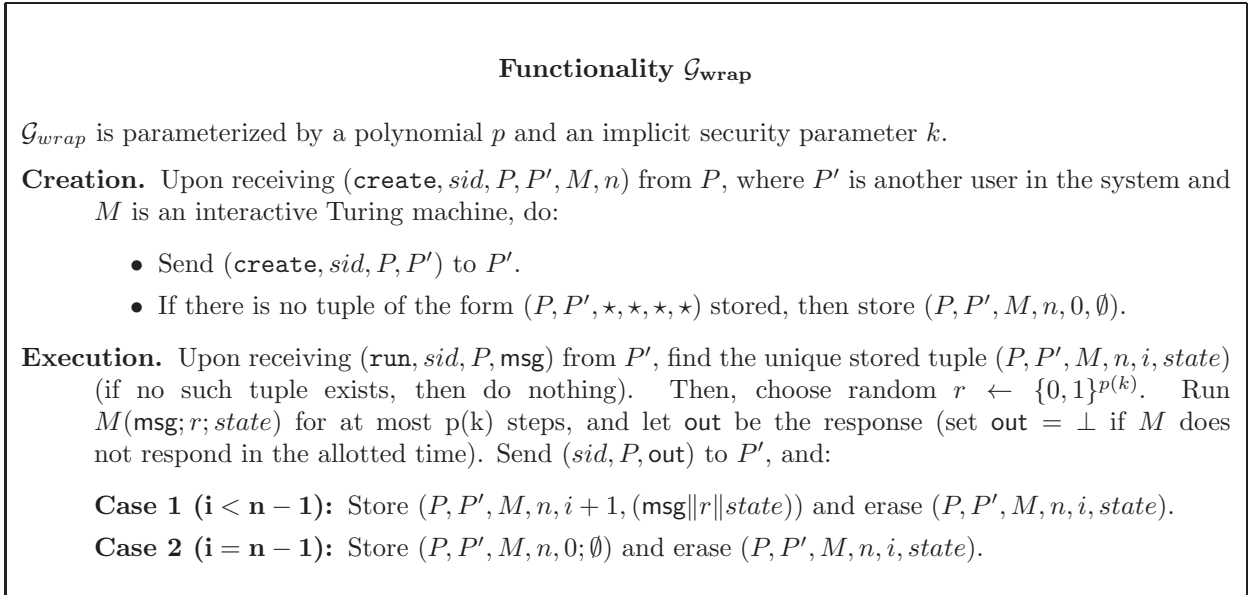 Functionality 𝒢wrap
𝒢wrap is parameterized by a polynomial p and an implicit security parameter k.
Creation. Upon receiving (create, sid, P, P′, M, n) from P, where P′ is another user in the system and
M is an interactive Turing machine, do:
• Send (create, sid, P, P′) to P′.
• If there is no tuple of the form (P, P′, ⋆, ⋆, ⋆, ⋆) stored, then store (P, P′, M, n, 0, ∅).
Execution. Upon receiving (run, sid, P, msg) from P′, find the unique stored tuple (P, P′, M, n, i, state)
(if no such tuple exists, then do nothing). Then, choose random r ← {0, 1}^{p(k)}. Run
M(msg; r; state) for at most p(k) steps, and let out be the response (set out = ⊥ if M does
not respond in the allotted time). Send (sid, P, out) to P′, and:
Case 1 (i < n − 1): Store (P, P′, M, n, i + 1, (msg∥r∥state)) and erase (P, P′, M, n, i, state).
Case 2 (i = n − 1): Store (P, P′, M, n, 0; ∅) and erase (P, P′, M, n, i, state).